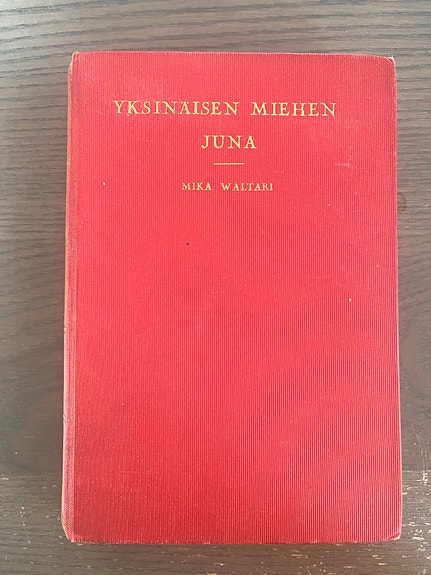 YKSINÄISEN MIEHEN
JUNA
MIKA WALTARI